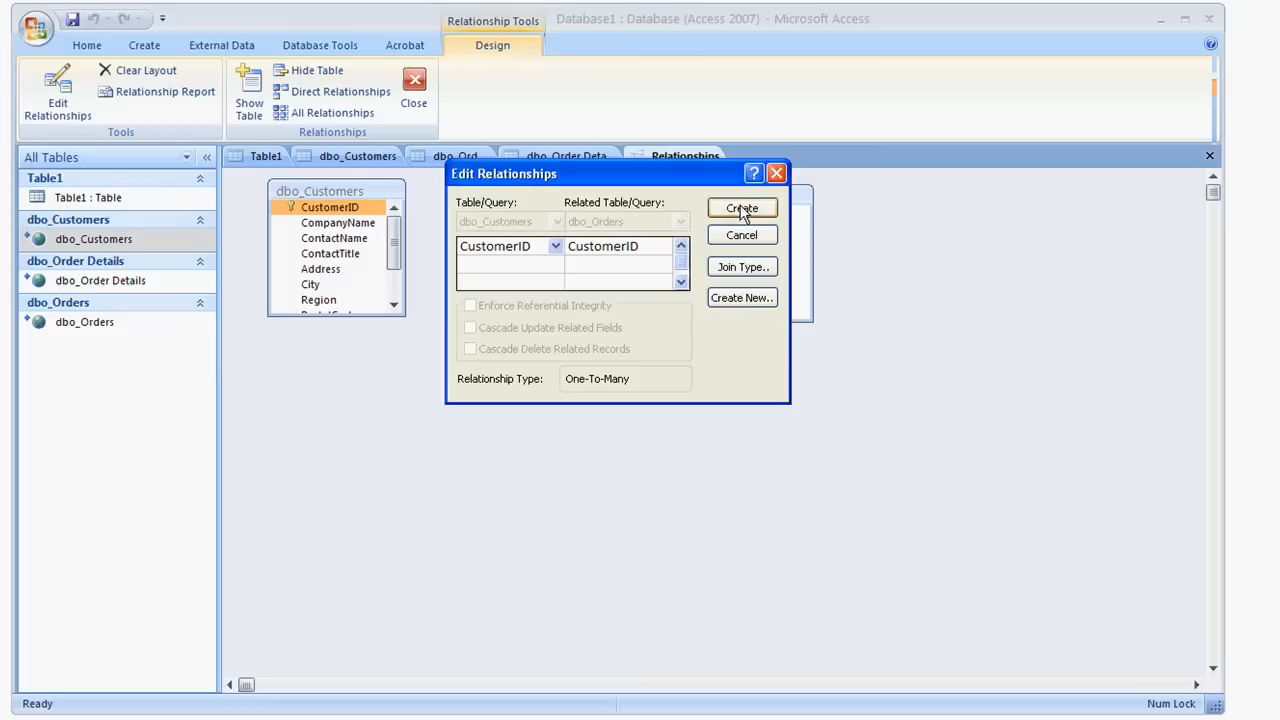 Relationship Tools
Database1 : Database (Access 2007) - Microsoft Access
Home
Create
External Data
Database Tools
Acrobat
Design
Edit
Relationships
Clear Layout
Relationship Report
Tools
Show
Table
Hide Table
Direct Relationships
All Relationships
Close
Relationships
All Tables
Table1
Table1 : Table
dbo_Customers
dbo_Customers
dbo_Order Details
dbo_Order Details
dbo_Orders
dbo_Orders
Table1
dbo_Customers
dbo_Ord
dbo_Order Deta
Relationships
dbo_Customers
CustomerID
CompanyName
ContactName
ContactTitle
Address
City
Region
Edit Relationships
?
Table/Query:
Related Table/Query:
dbo_Customers
dbo_Orders
CustomerID
CustomerID
Enforce Referential Integrity
Cascade Update Related Fields
Cascade Delete Related Records
Relationship Type:
One-To-Many
Create
Cancel
Join Type..
Create New..
Ready
Num Lock